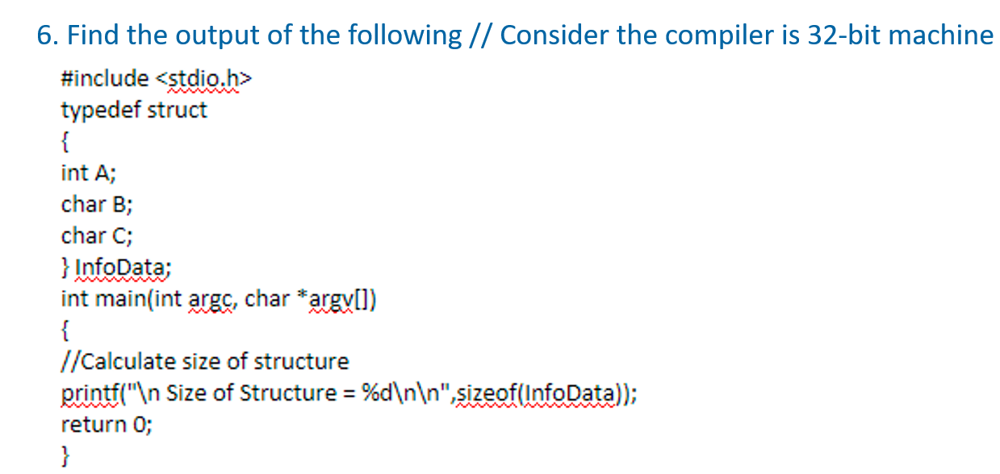 6. Find the output of the following // Consider the compiler is 32-bit machine
#include <stdio.h>
typedef struct
{
int A;
char B;
char C;
} InfoData;
int main(int argc, char *argv[])
{
//Calculate size of structure
printf("\n Size of Structure = %d\n\n",sizeof(InfoData));
return 0;
}